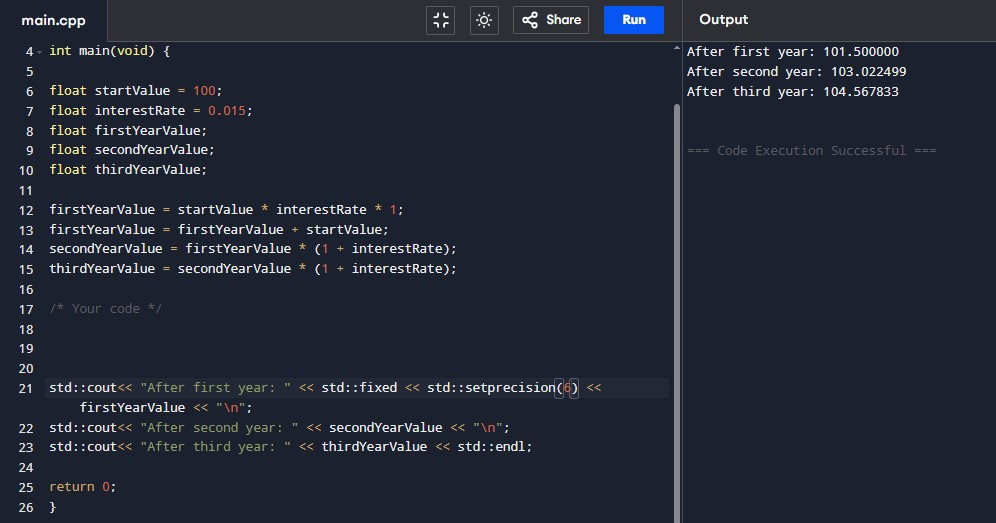 main.cpp
Share
Run
Output
4 int main(void) {
5
6 float startValue = 100;
7 float interestRate = 0.015;
8 float firstYearValue;
9 float secondYearValue;
10 float thirdYearValue;
11
12 firstYearValue = startValue * interestRate * 1;
13 firstYearValue = firstYearValue + startValue;
14 secondYearValue = firstYearValue * (1 + interestRate);
15 thirdYearValue = secondYearValue * (1 + interestRate);
16
17 /* Your code */
18
19
20
21 std::cout<< "After first year: " << std::fixed << std::setprecision(6) <<
firstYearValue << "\n";
22 std::cout<< "After second year: " << secondYearValue << "\n";
23 std::cout<< "After third year: " << thirdYearValue << std::endl;
24
25 return 0;
26 }
After first year: 101.500000
After second year: 103.022499
After third year: 104.567833
=== Code Execution Successful ===